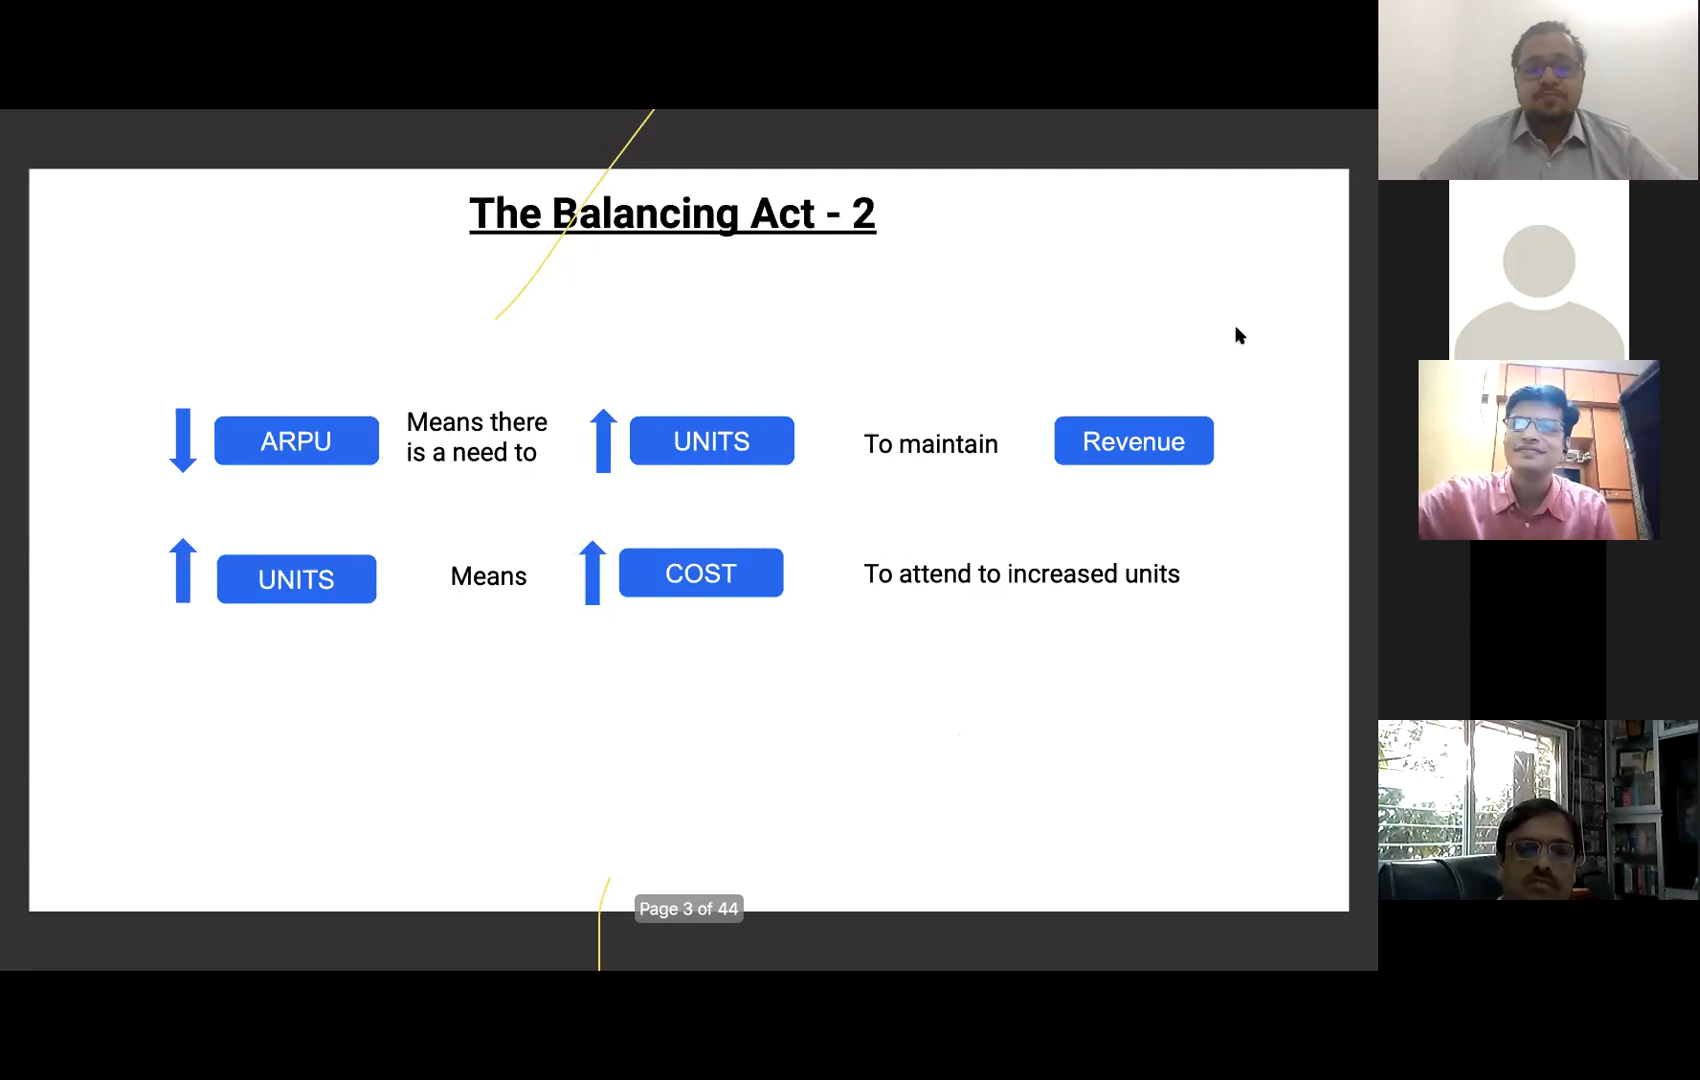 The Balancing Act - 2
ARPU
Means there
is a need to
UNITS
To maintain
Revenue
UNITS
Means
COST
To attend to increased units
Page 3 of 44